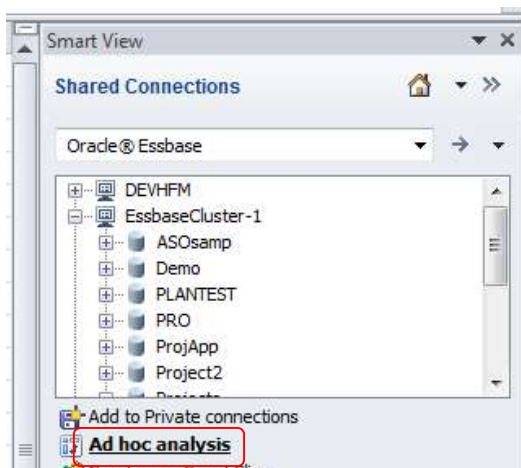 Smart View
Shared Connections
Oracle® Essbase
DEVHFM
EssbaseCluster-1
ASOsamp
Demo
PLANTEST
PRO
ProjApp
Project2
Add to Private connections
Ad hoc analysis